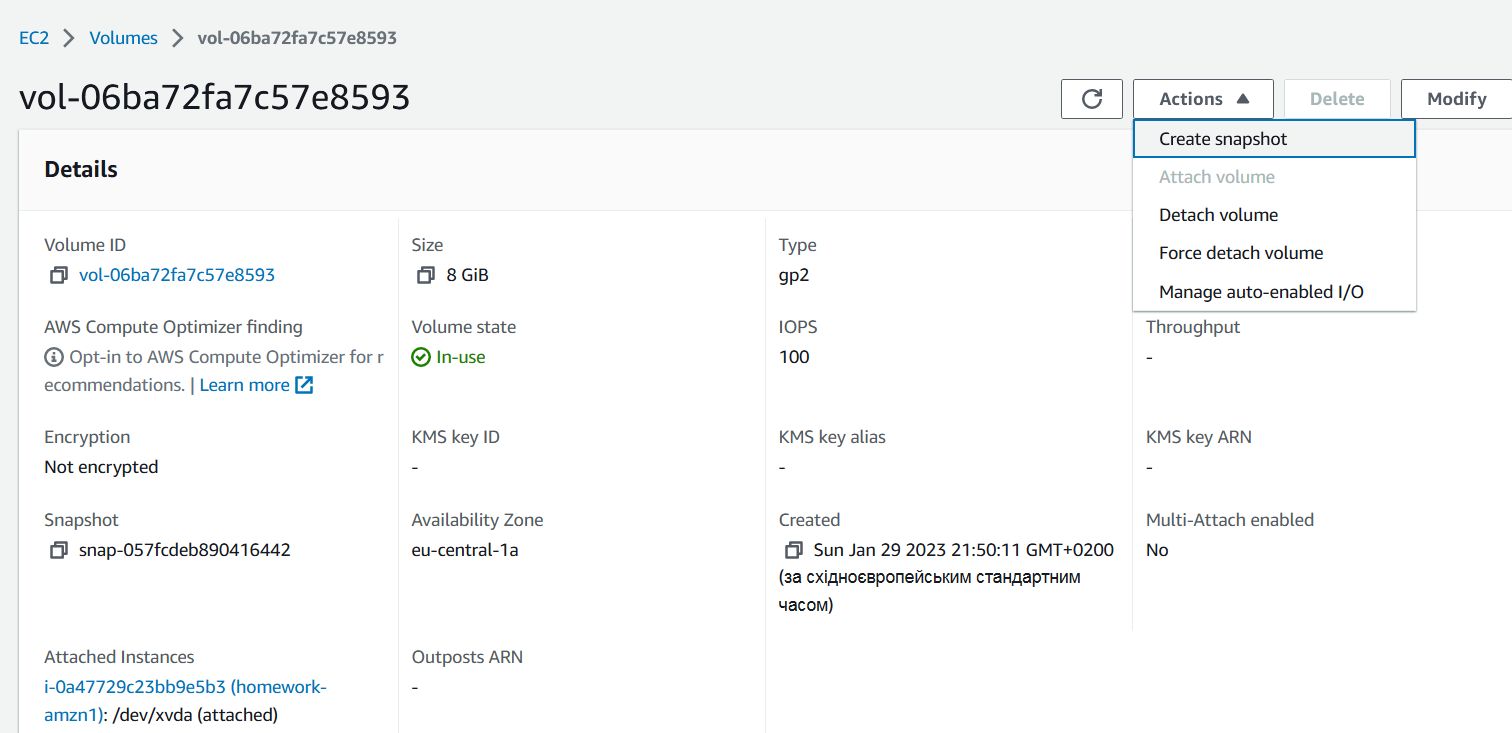 EC2 > Volumes > vol-06ba72fa7c57e8593
vol-06ba72fa7c57e8593
Actions
Delete
Modify
Create snapshot
Attach volume
Detach volume
Force detach volume
Manage auto-enabled I/O
Details
Volume ID
vol-06ba72fa7c57e8593
Size
8 GiB
Type
gp2
AWS Compute Optimizer finding
Opt-in to AWS Compute Optimizer for r
ecommendations. | Learn more
Volume state
In-use
IOPS
100
Throughput
-
Encryption
Not encrypted
KMS key ID
-
KMS key alias
-
KMS key ARN
-
Snapshot
snap-057fcdeb890416442
Availability Zone
eu-central-1a
Created
Sun Jan 29 2023 21:50:11 GMT+0200
(за східноєвропейським стандартним
часом)
Multi-Attach enabled
No
Attached Instances
i-0a47729c23bb9e5b3 (homework-
amzn1): /dev/xvda (attached)
Outposts ARN
-